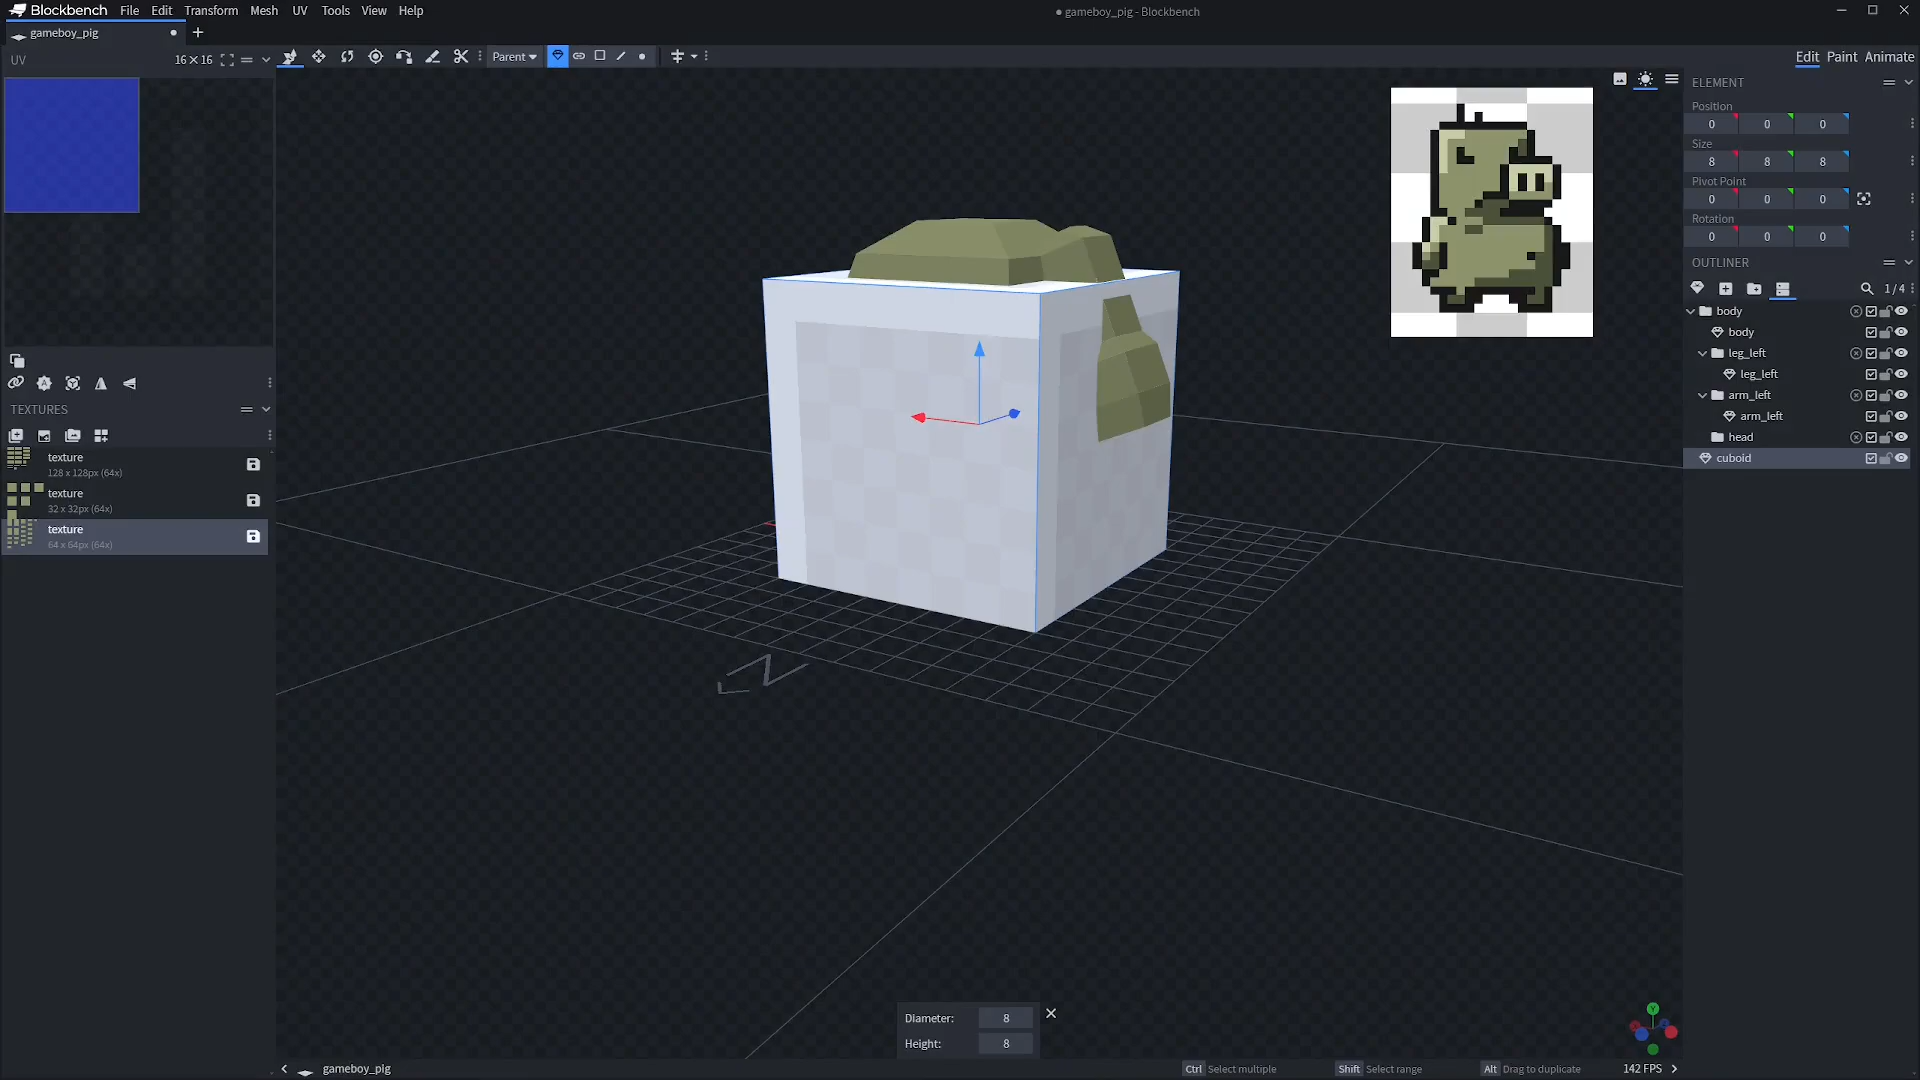 Blockbench File Edit Transform Mesh UV Tools View Help
gameboy_pig - Blockbench
gameboy_pig
UV 16×16
Parent
Edit Paint Animate
ELEMENT
Position
0 0 0
Size
8 8 8
Pivot Point
0 0 0
Rotation
0 0 0
OUTLINER
1/4
body
body
leg_left
leg_left
arm_left
arm_left
head
cuboid
TEXTURES
texture
128 x 128px (64x)
texture
32 x 32px (64x)
texture
64 x 64px (64x)
N
Y
Diameter: 8
Height: 8
gameboy_pig
Ctrl Select multiple Shift Select range Alt Drag to duplicate 142 FPS